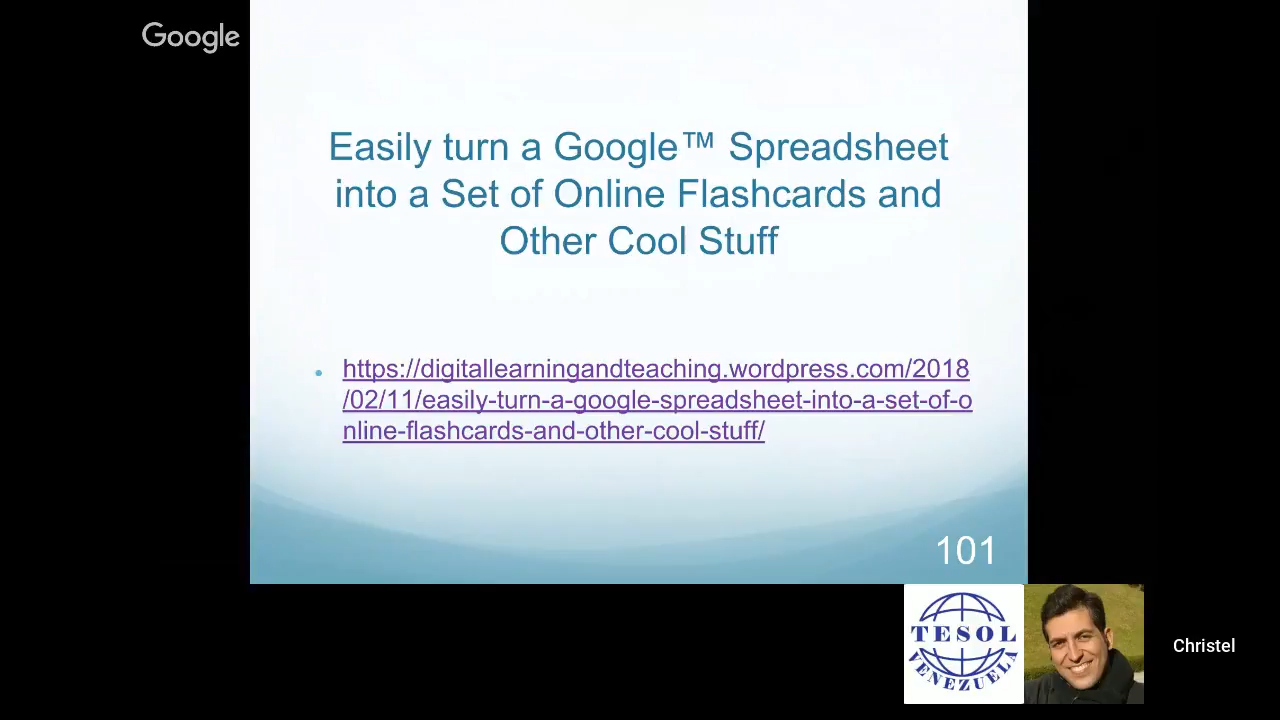 Google
Easily turn a Google™ Spreadsheet
into a Set of Online Flashcards and
Other Cool Stuff
• https://digitallearningandteaching.wordpress.com/2018
/02/11/easily-turn-a-google-spreadsheet-into-a-set-of-o
nline-flashcards-and-other-cool-stuff/
101
TESOL
VENEZUELA
Christel